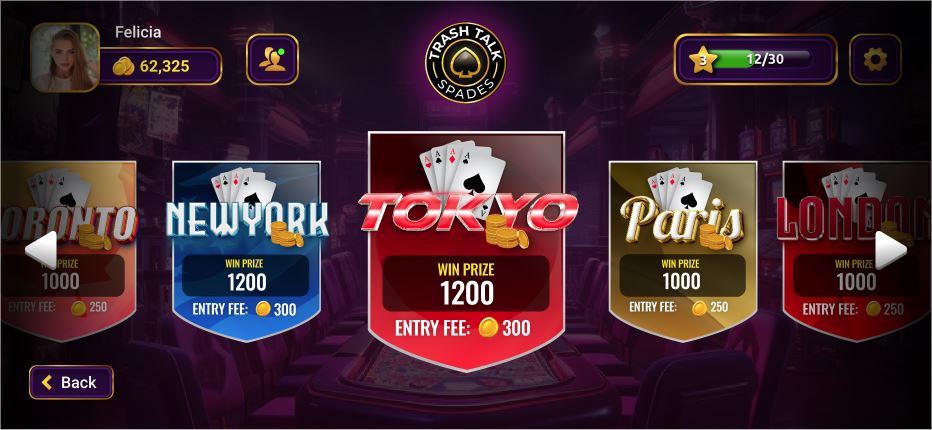 Felicia
62,325
TRASH TALK
SPADES
3
12/30
ORONTO
PRIZE
1000
ENTRY FEE: 250
NEWYORK
WIN PRIZE
1200
ENTRY FEE: 300
A A A A
TOKYO
WIN PRIZE
1200
ENTRY FEE: 300
Paris
WIN PRIZE
1000
ENTRY FEE: 250
LONDON
WIN PRIZE
1000
ENTRY FEE: 250
Back